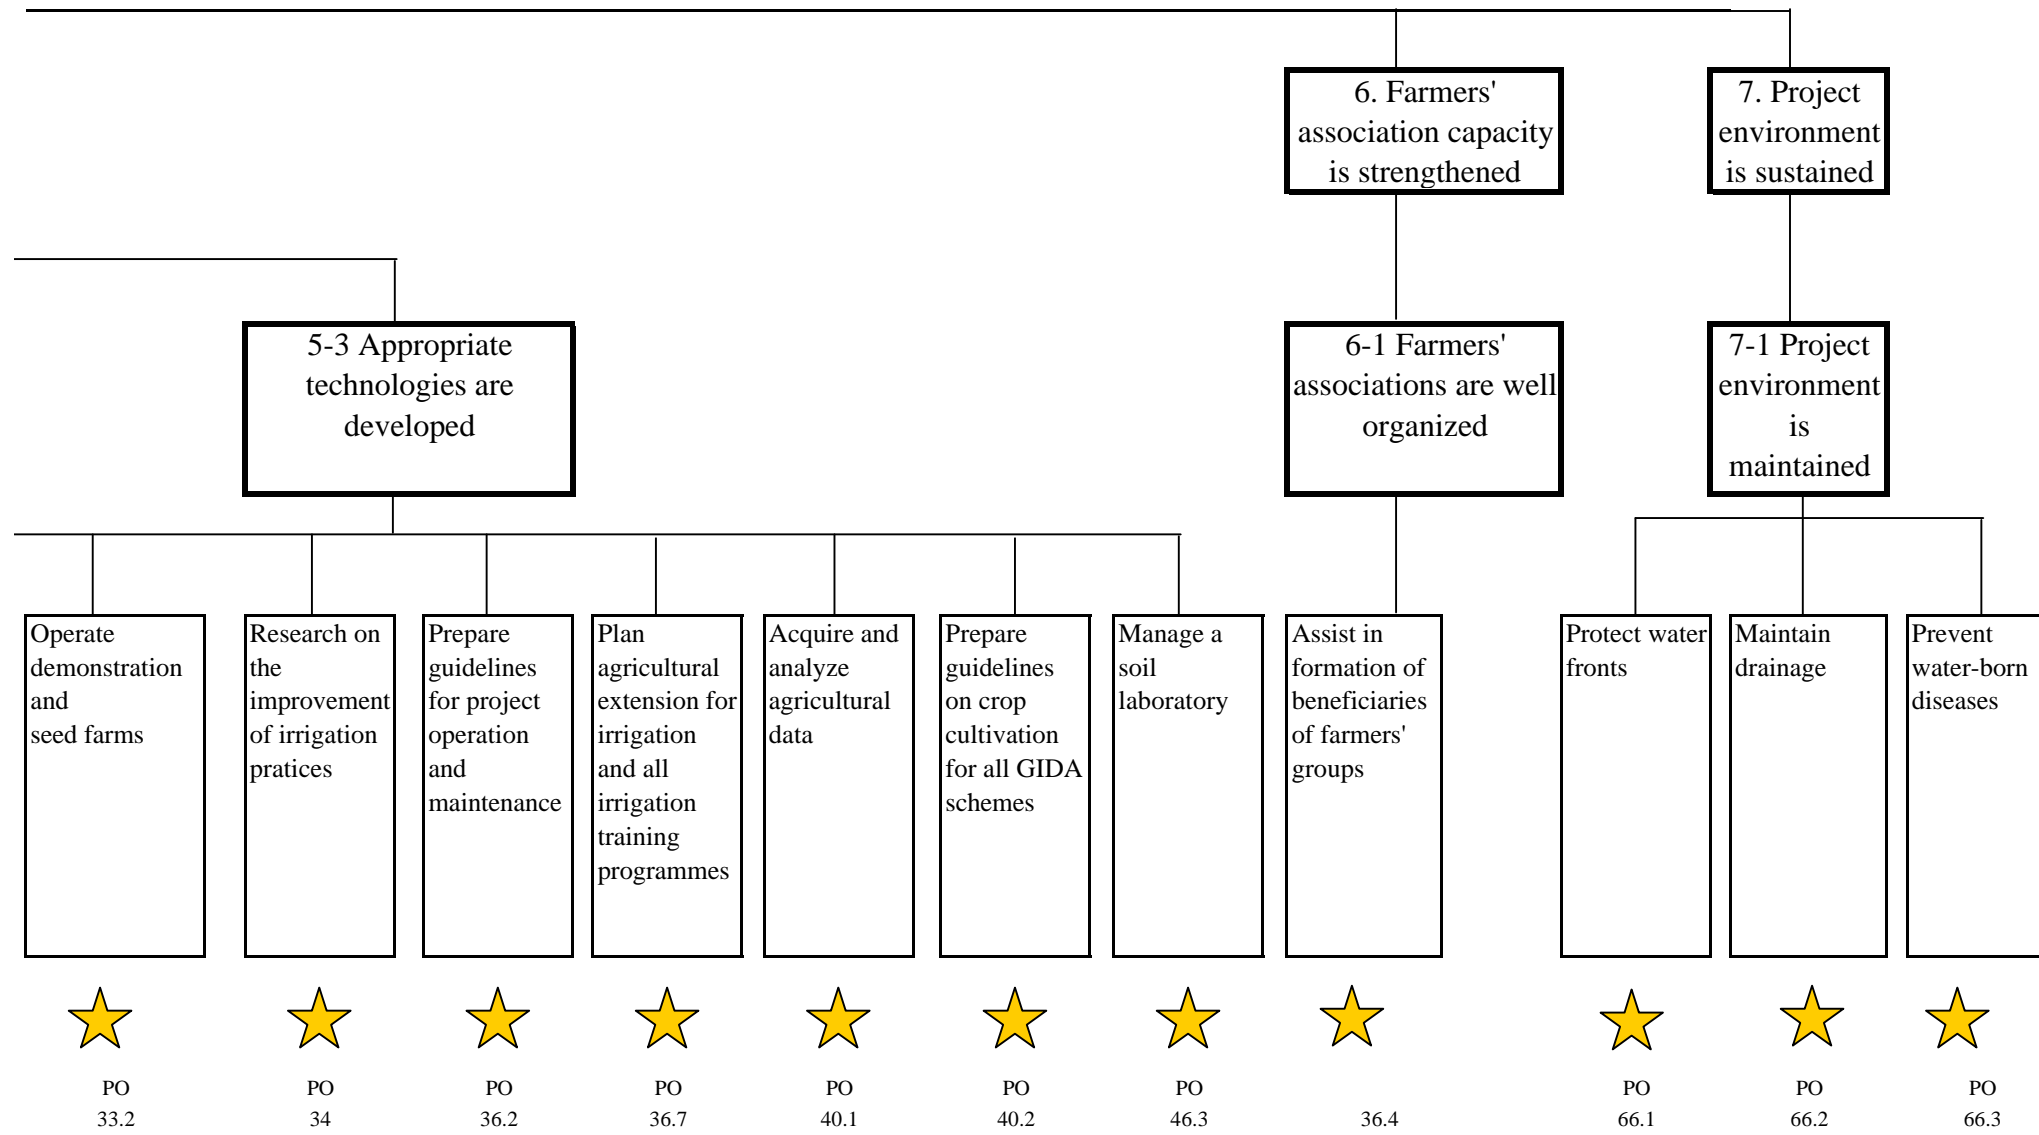 6. Farmers'
association capacity
is strengthened
7. Project
environment
is sustained
5-3 Appropriate
technologies are
developed
6-1 Farmers'
associations are well
organized
7-1 Project
environment
is
maintained
Operate
demonstration
and
seed farms
Research on
the
improvement
of irrigation
pratices
Prepare
guidelines
for project
operation
and
maintenance
Plan
agricultural
extension for
irrigation
and all
irrigation
training
programmes
Acquire and
analyze
agricultural
data
Prepare
guidelines
on crop
cultivation
for all GIDA
schemes
Manage a
soil
laboratory
Assist in
formation of
beneficiaries
of farmers'
groups
Protect water
fronts
Maintain
drainage
Prevent
water-born
diseases
PO
33.2
PO
34
PO
36.2
PO
36.7
PO
40.1
PO
40.2
PO
46.3
36.4
PO
66.1
PO
66.2
PO
66.3